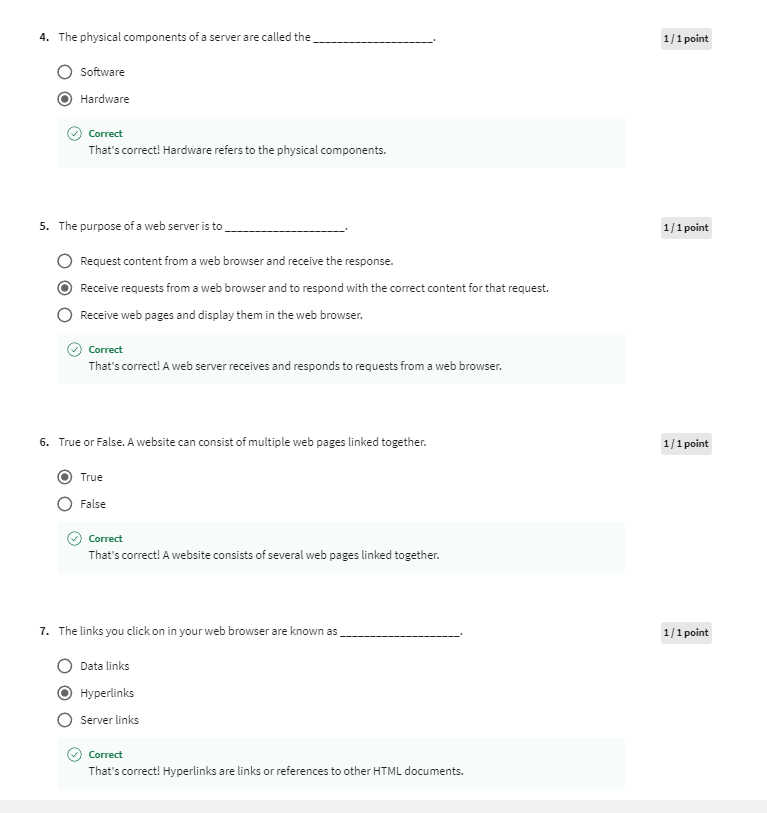 4. The physical components of a server are called the ____________________. 1 / 1 point
Software
Hardware
Correct
That's correct! Hardware refers to the physical components.
5. The purpose of a web server is to ____________________. 1 / 1 point
Request content from a web browser and receive the response.
Receive requests from a web browser and to respond with the correct content for that request.
Receive web pages and display them in the web browser.
Correct
That's correct! A web server receives and responds to requests from a web browser.
6. True or False. A website can consist of multiple web pages linked together. 1 / 1 point
True
False
Correct
That's correct! A website consists of several web pages linked together.
7. The links you click on in your web browser are known as ____________________. 1 / 1 point
Data links
Hyperlinks
Server links
Correct
That's correct! Hyperlinks are links or references to other HTML documents.